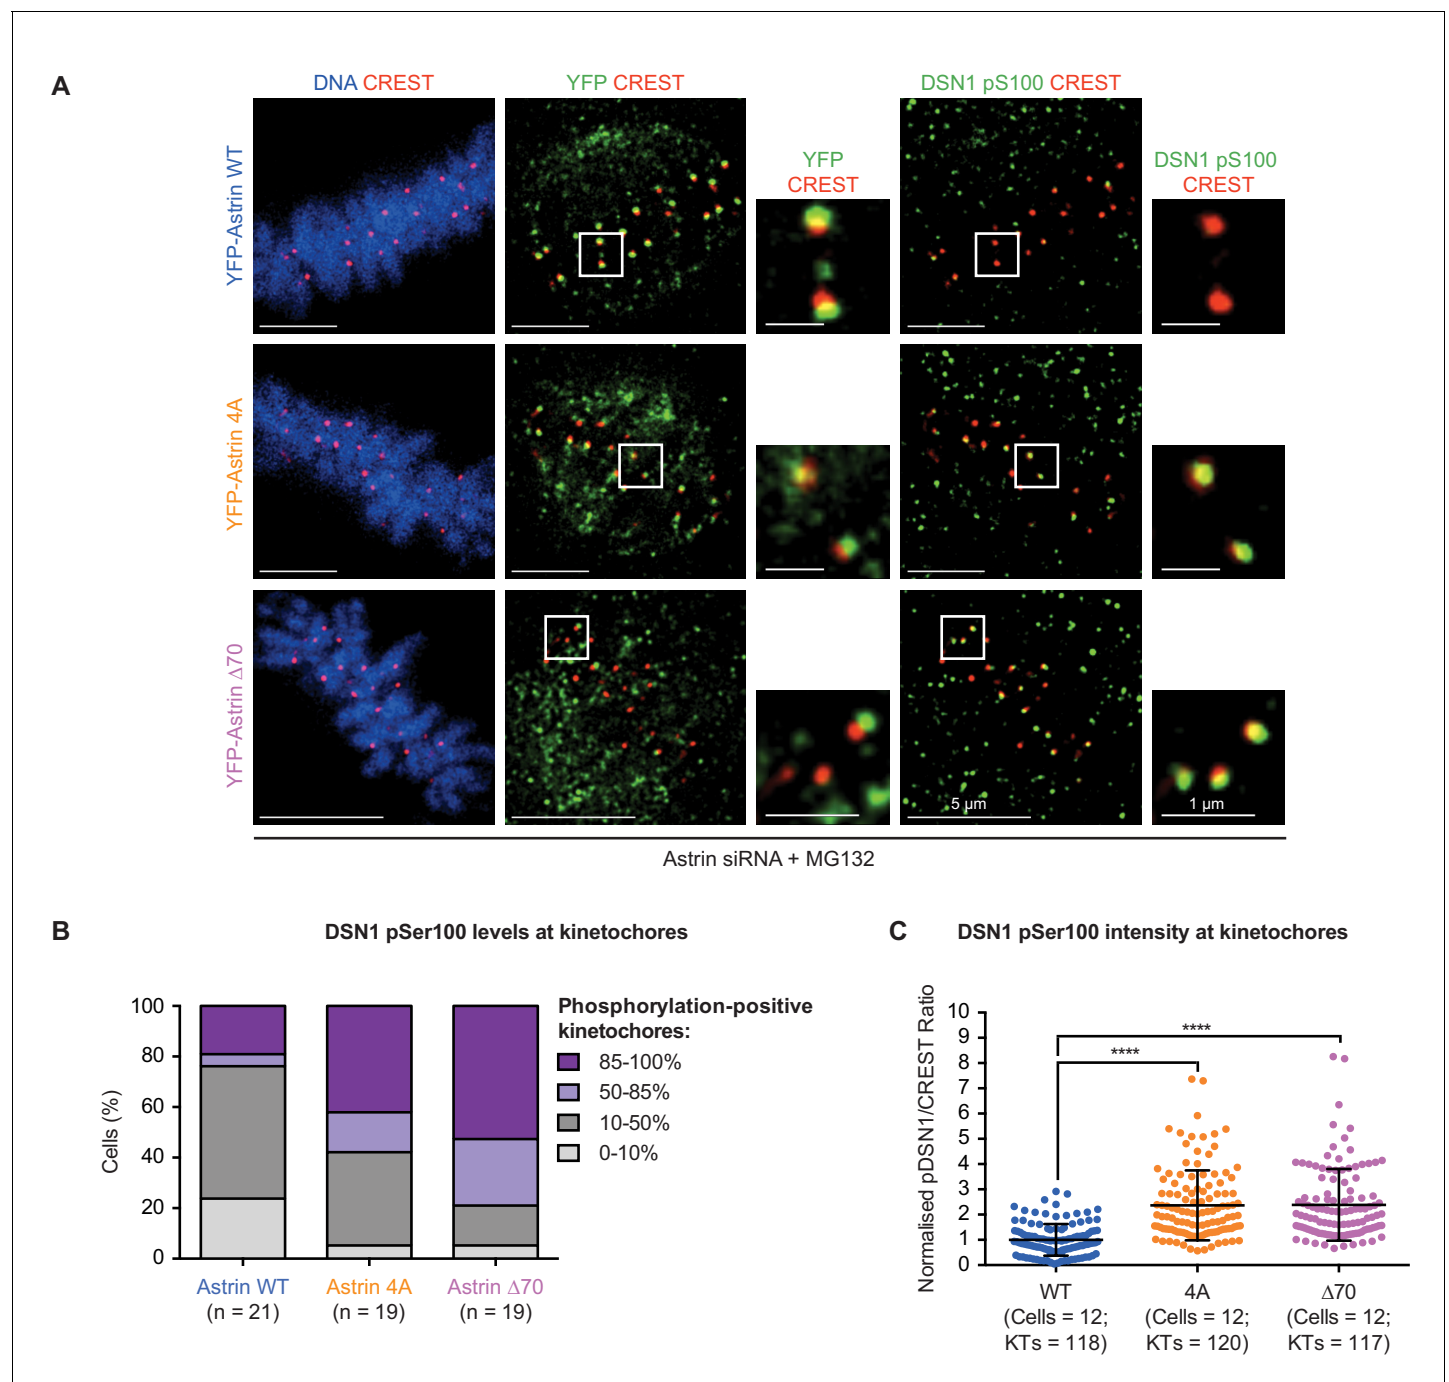 A
DNA CREST
YFP CREST
DSN1 pS100 CREST
YFP
CREST
DSN1 pS100
CREST
YFP-Astrin WT
YFP-Astrin 4A
YFP-Astrin Δ70
5 µm
1 µm
Astrin siRNA + MG132
B
DSN1 pSer100 levels at kinetochores
100
80
60
40
20
0
Cells (%)
Phosphorylation-positive
kinetochores:
85-100%
50-85%
10-50%
0-10%
Astrin WT
(n = 21)
Astrin 4A
(n = 19)
Astrin Δ70
(n = 19)
C
DSN1 pSer100 intensity at kinetochores
Normalised pDSN1/CREST Ratio
10
9
8
7
6
5
4
3
2
1
0
****
****
WT
(Cells = 12;
KTs = 118)
4A
(Cells = 12;
KTs = 120)
Δ70
(Cells = 12;
KTs = 117)